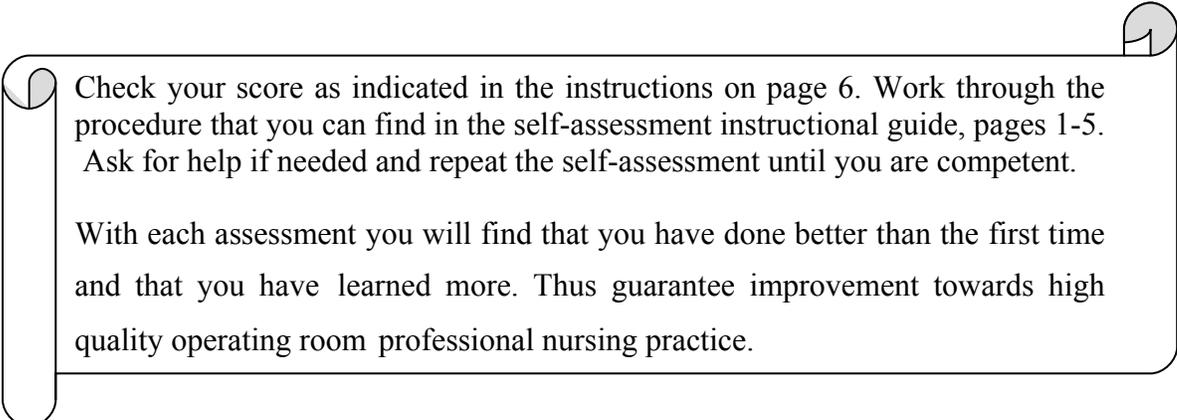 Check your score as indicated in the instructions on page 6. Work through the
procedure that you can find in the self-assessment instructional guide, pages 1-5.
Ask for help if needed and repeat the self-assessment until you are competent.
With each assessment you will find that you have done better than the first time
and that you have learned more. Thus guarantee improvement towards high
quality operating room professional nursing practice.